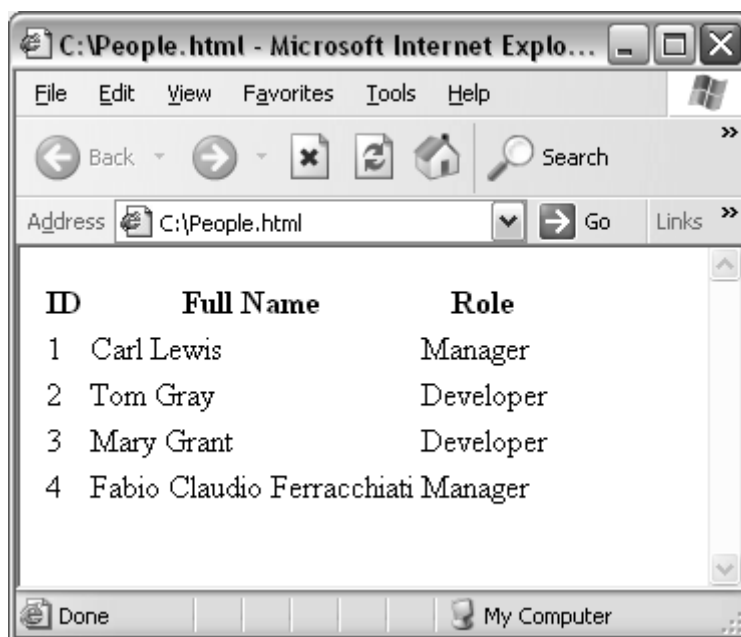 C:\People.html - Microsoft Internet Explo...
File Edit View Favorites Tools Help
Back Search »
Address C:\People.html Go Links »
ID Full Name Role
1 Carl Lewis Manager
2 Tom Gray Developer
3 Mary Grant Developer
4 Fabio Claudio Ferracchiati Manager
Done My Computer